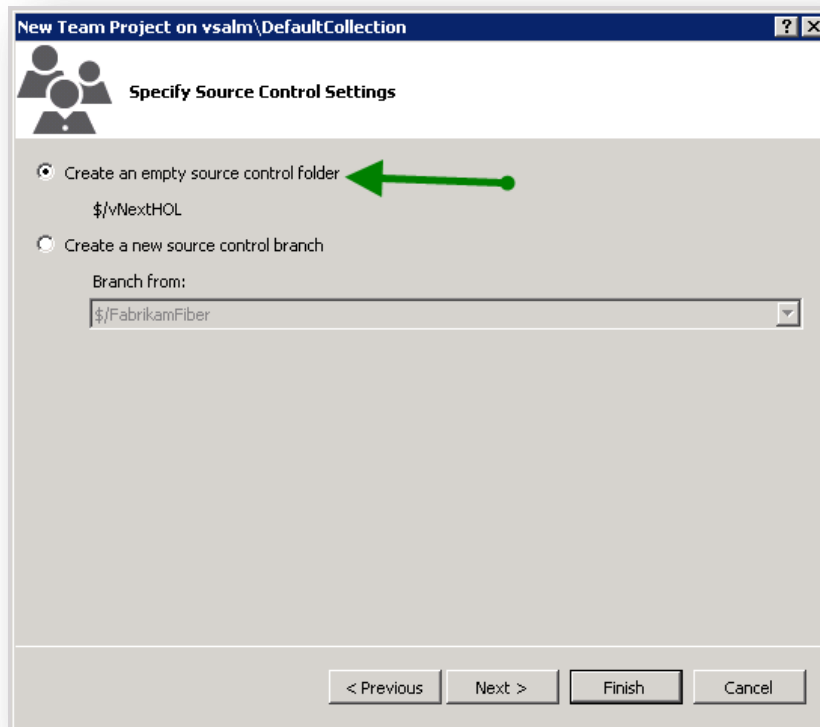 New Team Project on vsalm\DefaultCollection
Specify Source Control Settings
Create an empty source control folder
$/vNextHOL
Create a new source control branch
Branch from:
$/FabrikamFiber
< Previous Next > Finish Cancel